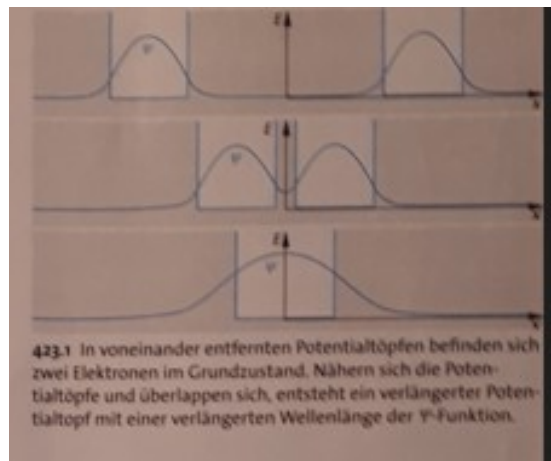 E
Ψ
x
E
Ψ
x
E
Ψ
x
423.1 In voneinander entfernten Potentialtöpfen befinden sich
zwei Elektronen im Grundzustand. Nähern sich die Poten-
tialtöpfe und überlappen sich, entsteht ein verlängerter Poten-
tialtopf mit einer verlängerten Wellenlänge der Ψ-Funktion.